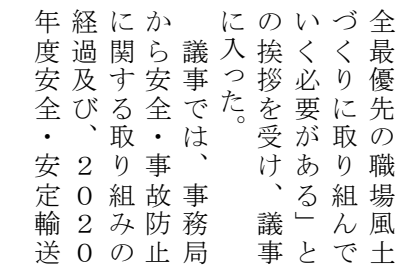 全最優先の職場風土
づくりに取り組んで
いく必要がある」と
の挨拶を受け、議事
に入った。
　議事では、事務局
から安全・事故防止
に関する取り組みの
経過及び、２０２０
年度安全・安定輸送